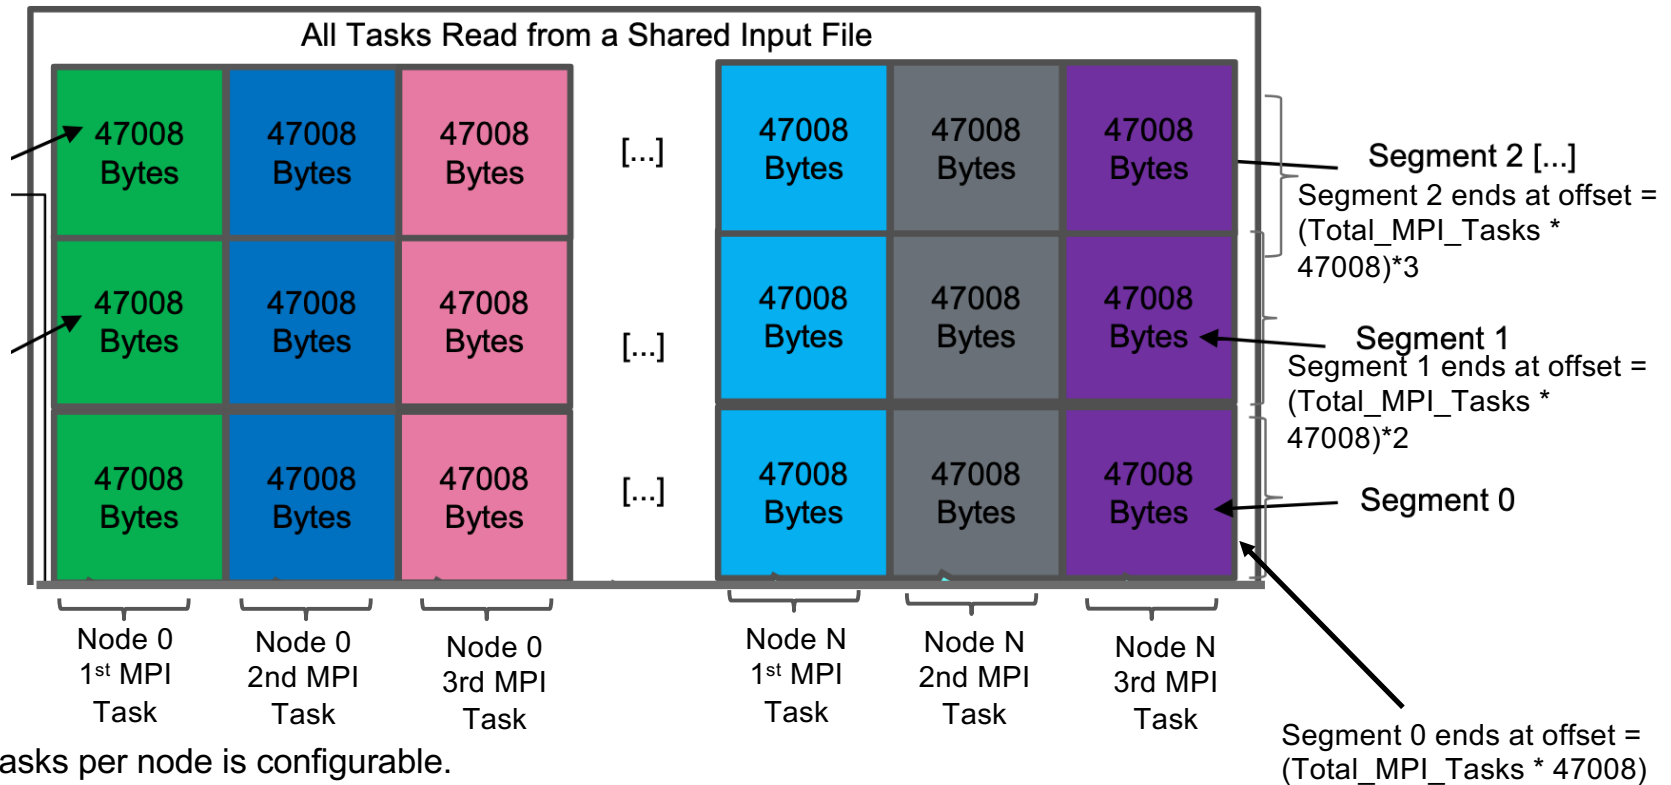 All Tasks Read from a Shared Input File
47008
Bytes
47008
Bytes
47008
Bytes
[...]
47008
Bytes
47008
Bytes
47008
Bytes
Segment 2 [...]
Segment 2 ends at offset =
(Total_MPI_Tasks *
47008)*3
47008
Bytes
47008
Bytes
47008
Bytes
[...]
47008
Bytes
47008
Bytes
47008
Bytes
Segment 1
Segment 1 ends at offset =
(Total_MPI_Tasks *
47008)*2
47008
Bytes
47008
Bytes
47008
Bytes
[...]
47008
Bytes
47008
Bytes
47008
Bytes
Segment 0
Node 0
1st MPI
Task
Node 0
2nd MPI
Task
Node 0
3rd MPI
Task
Node N
1st MPI
Task
Node N
2nd MPI
Task
Node N
3rd MPI
Task
Segment 0 ends at offset =
(Total_MPI_Tasks * 47008)
asks per node is configurable.